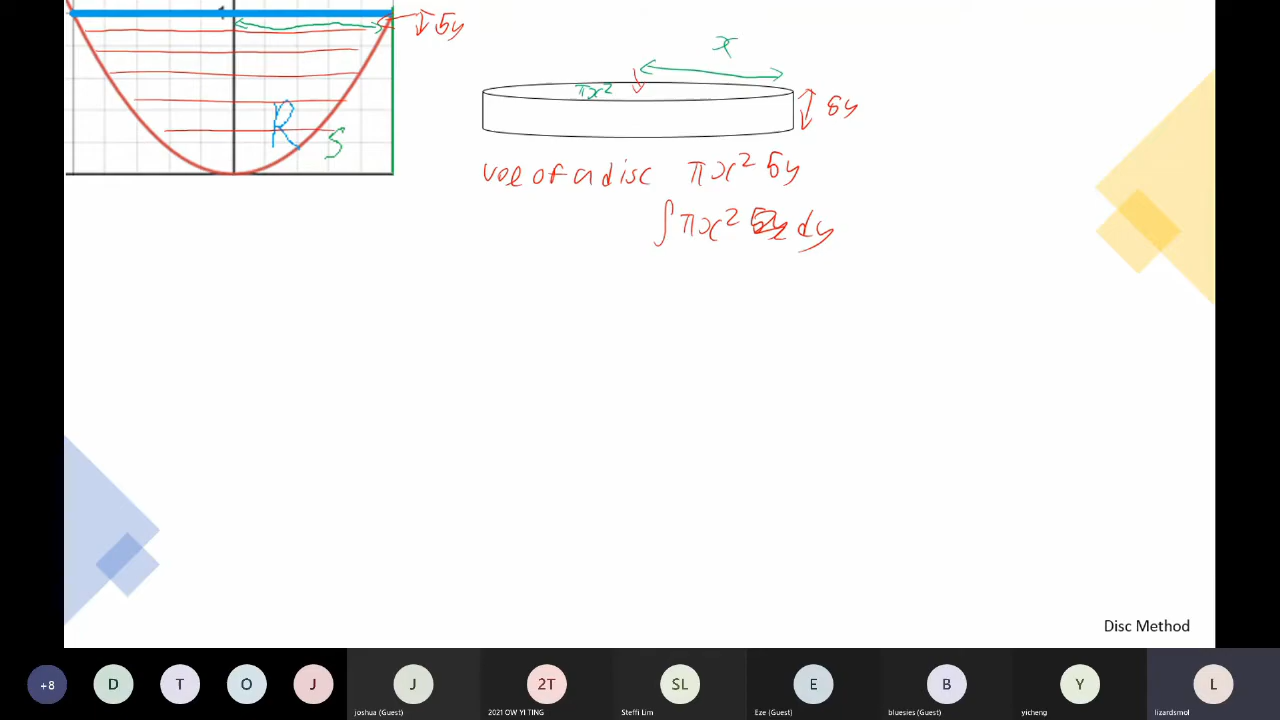 δy
x
πx²
δy
R
S
vol of a disc πx² δy
∫πx² dy
Disc Method
+8
D
T
O
J
J
2T
SL
E
B
Y
L
joshua (Guest)
2021 OW YI TING
Steffi Lim
Eze (Guest)
bluesies (Guest)
yicheng
lizardsmol